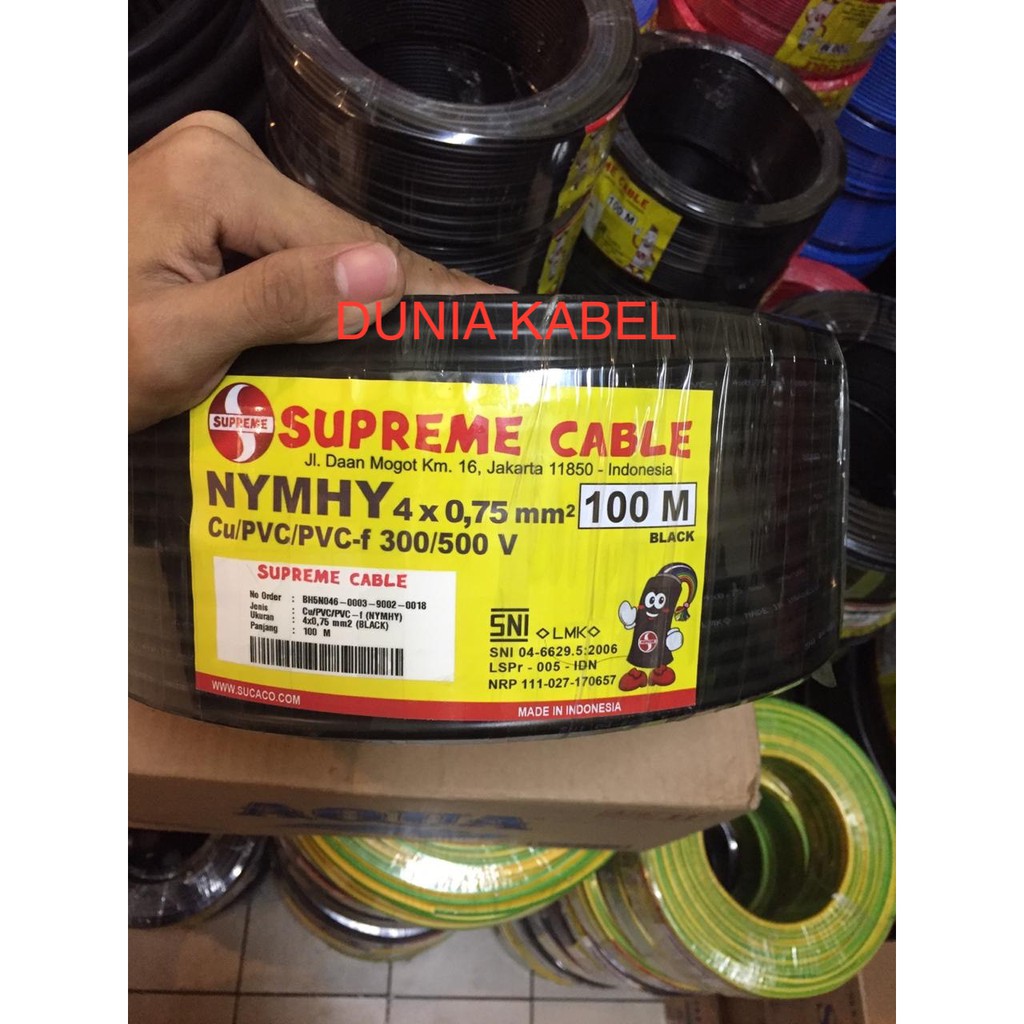 ME CABLE
100 M
DUNIA KABEL
SUPREME
SUPREME CABLE
Jl. Daan Mogot Km. 16, Jakarta 11850 - Indonesia
NYMHY 4 x 0,75 mm² 100 M
BLACK
Cu/PVC/PVC-f 300/500 V
SUPREME CABLE
No Order : BH5N046-0003-9002-0018
Jenis : Cu/PVC/PVC-f (NYMHY)
Ukuran : 4x0,75 mm2 (BLACK)
Panjang : 100 M
SNI LMK
SNI 04-6629.5:2006
LSPr - 005 - IDN
NRP 111-027-170657
WWW.SUCACO.COM
MADE IN INDONESIA
AQUA